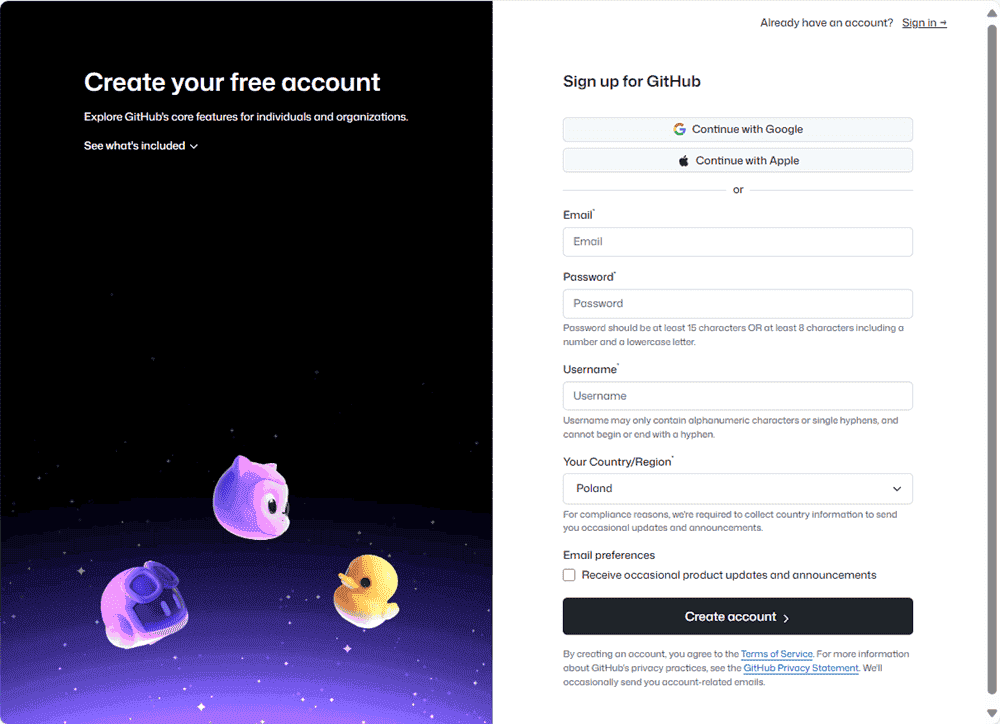 Already have an account? Sign in →
Create your free account
Explore GitHub's core features for individuals and organizations.
See what's included
Sign up for GitHub
Continue with Google
Continue with Apple
or
Email*
Email
Password*
Password
Password should be at least 15 characters OR at least 8 characters including a
number and a lowercase letter.
Username*
Username
Username may only contain alphanumeric characters or single hyphens, and
cannot begin or end with a hyphen.
Your Country/Region*
Poland
For compliance reasons, we're required to collect country information to send
you occasional updates and announcements.
Email preferences
Receive occasional product updates and announcements
Create account
By creating an account, you agree to the Terms of Service. For more information
about GitHub's privacy practices, see the GitHub Privacy Statement. We'll
occasionally send you account-related emails.